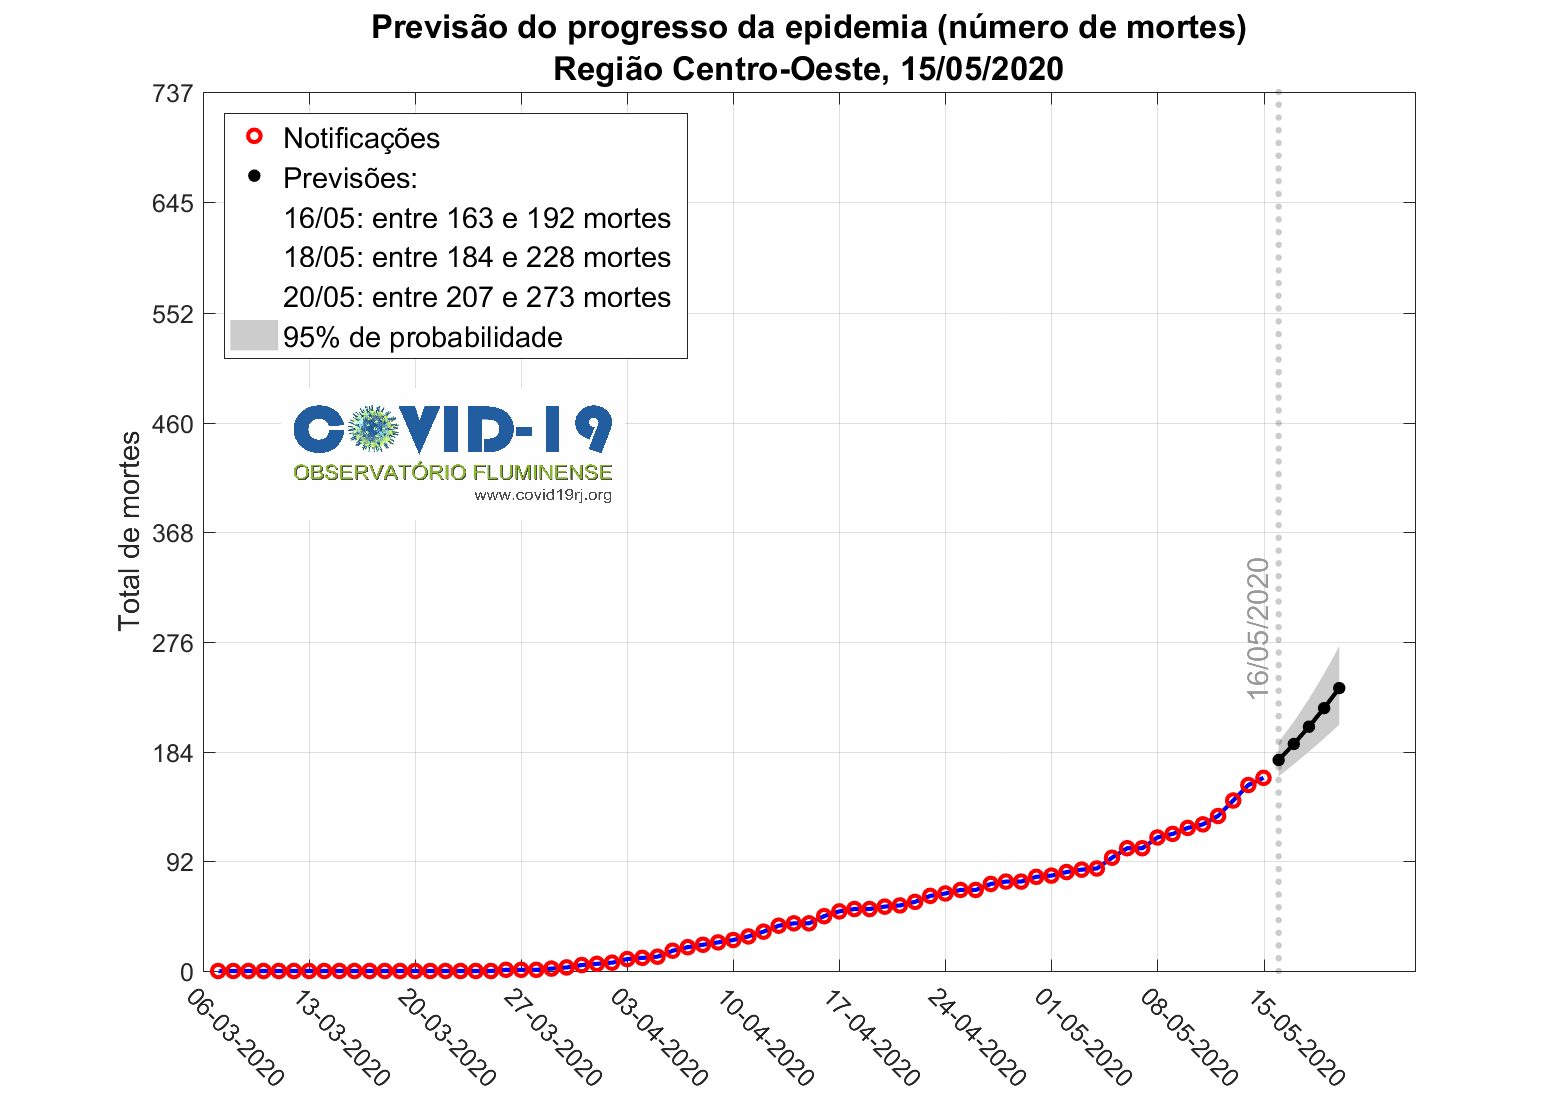 Previsão do progresso da epidemia (número de mortes)
Região Centro-Oeste, 15/05/2020
737
645
552
460
368
276
184
92
0
Total de mortes
Notificações
Previsões:
16/05: entre 163 e 192 mortes
18/05: entre 184 e 228 mortes
20/05: entre 207 e 273 mortes
95% de probabilidade
COVID-19
OBSERVATÓRIO FLUMINENSE
www.covid19rj.org
16/05/2020
06-03-2020
13-03-2020
20-03-2020
27-03-2020
03-04-2020
10-04-2020
17-04-2020
24-04-2020
01-05-2020
08-05-2020
15-05-2020